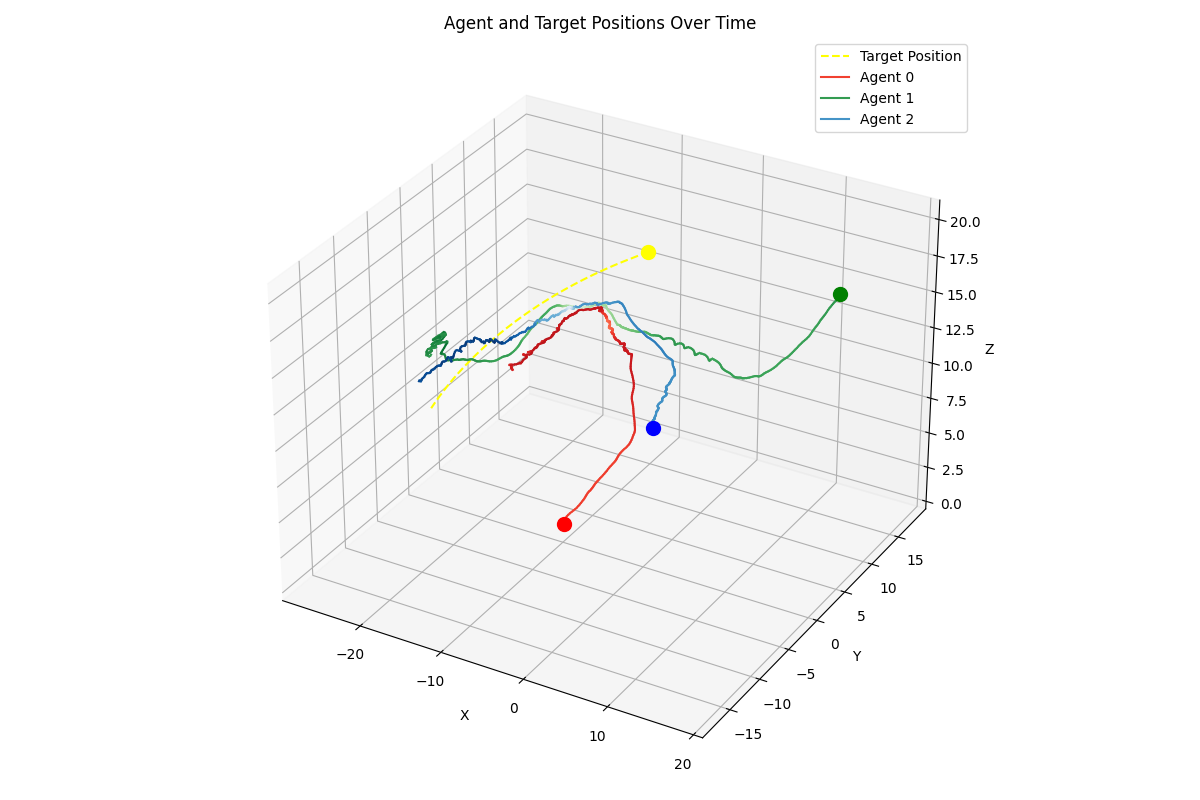 Agent and Target Positions Over Time
Target Position
Agent 0
Agent 1
Agent 2
20.0
17.5
15.0
12.5
10.0
7.5
5.0
2.5
0.0
Z
15
10
5
0
−5
−10
−15
Y
−20
−10
0
10
20
X